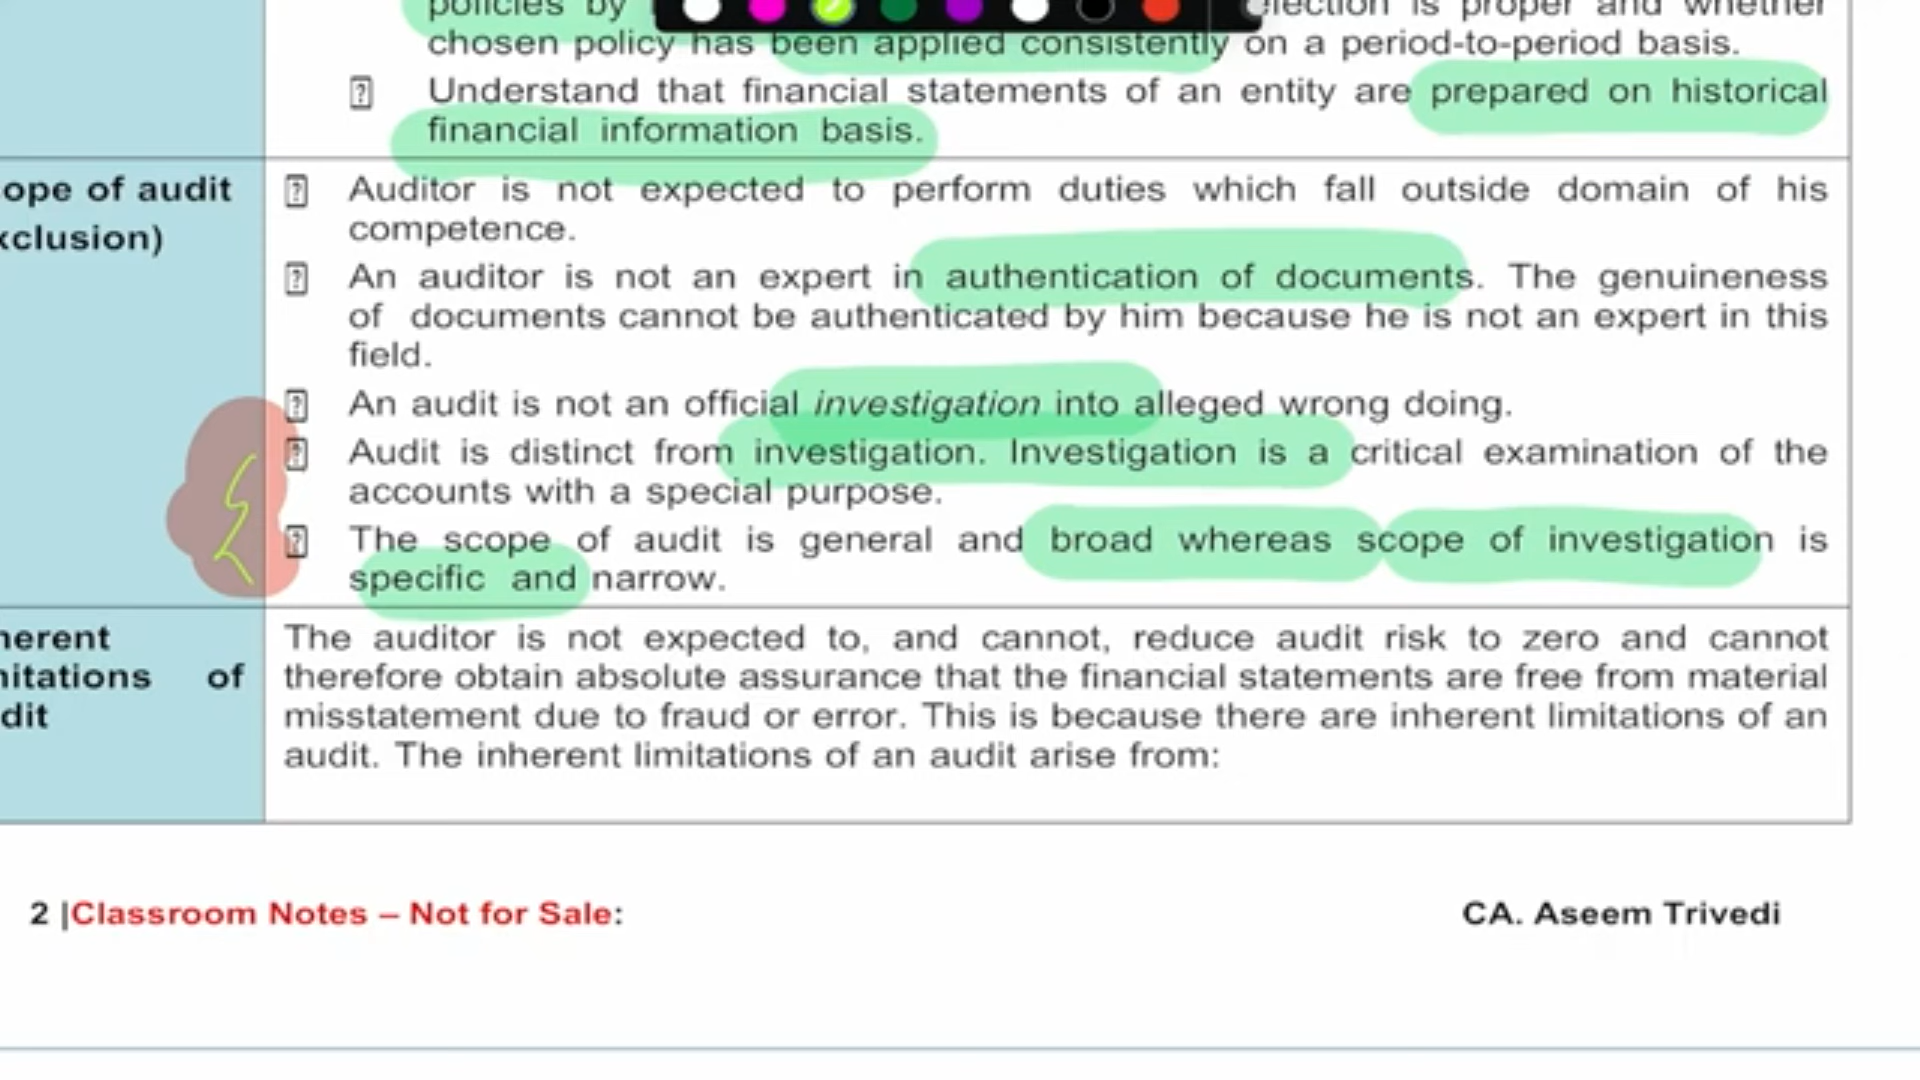 policies by
lection is proper and whether
chosen policy has been applied consistently on a period-to-period basis.
Understand that financial statements of an entity are prepared on historical
financial information basis.
ope of audit
xclusion)
Auditor is not expected to perform duties which fall outside domain of his
competence.
An auditor is not an expert in authentication of documents. The genuineness
of documents cannot be authenticated by him because he is not an expert in this
field.
An audit is not an official investigation into alleged wrong doing.
Audit is distinct from investigation. Investigation is a critical examination of the
accounts with a special purpose.
The scope of audit is general and broad whereas scope of investigation is
specific and narrow.
herent
nitations of
dit
The auditor is not expected to, and cannot, reduce audit risk to zero and cannot
therefore obtain absolute assurance that the financial statements are free from material
misstatement due to fraud or error. This is because there are inherent limitations of an
audit. The inherent limitations of an audit arise from:
2 |Classroom Notes – Not for Sale:
CA. Aseem Trivedi